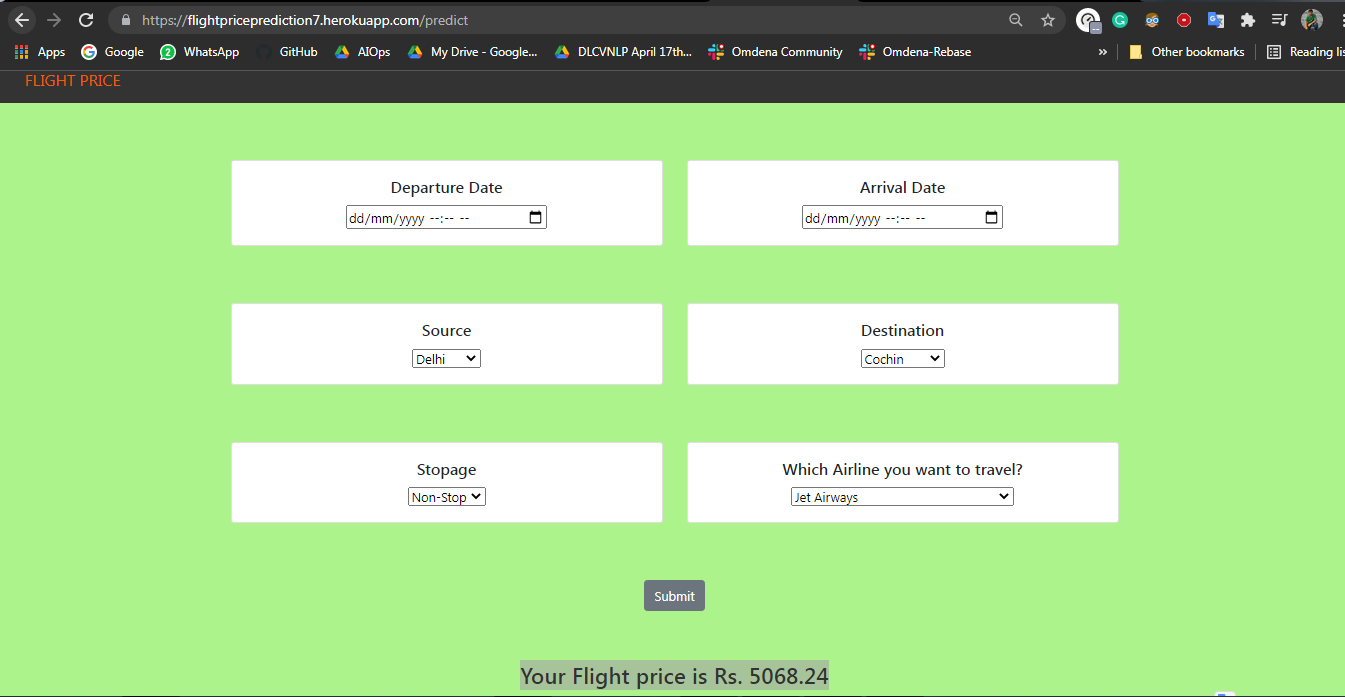 https://flightpriceprediction7.herokuapp.com/predict
Apps Google WhatsApp GitHub AIOps My Drive - Google... DLCVNLP April 17th... Omdena Community Omdena-Rebase » Other bookmarks Reading lis
FLIGHT PRICE
Departure Date Arrival Date
dd/mm/yyyy --:-- -- dd/mm/yyyy --:-- --
Source Destination
Delhi Cochin
Stopage Which Airline you want to travel?
Non-Stop Jet Airways
Submit
Your Flight price is Rs. 5068.24